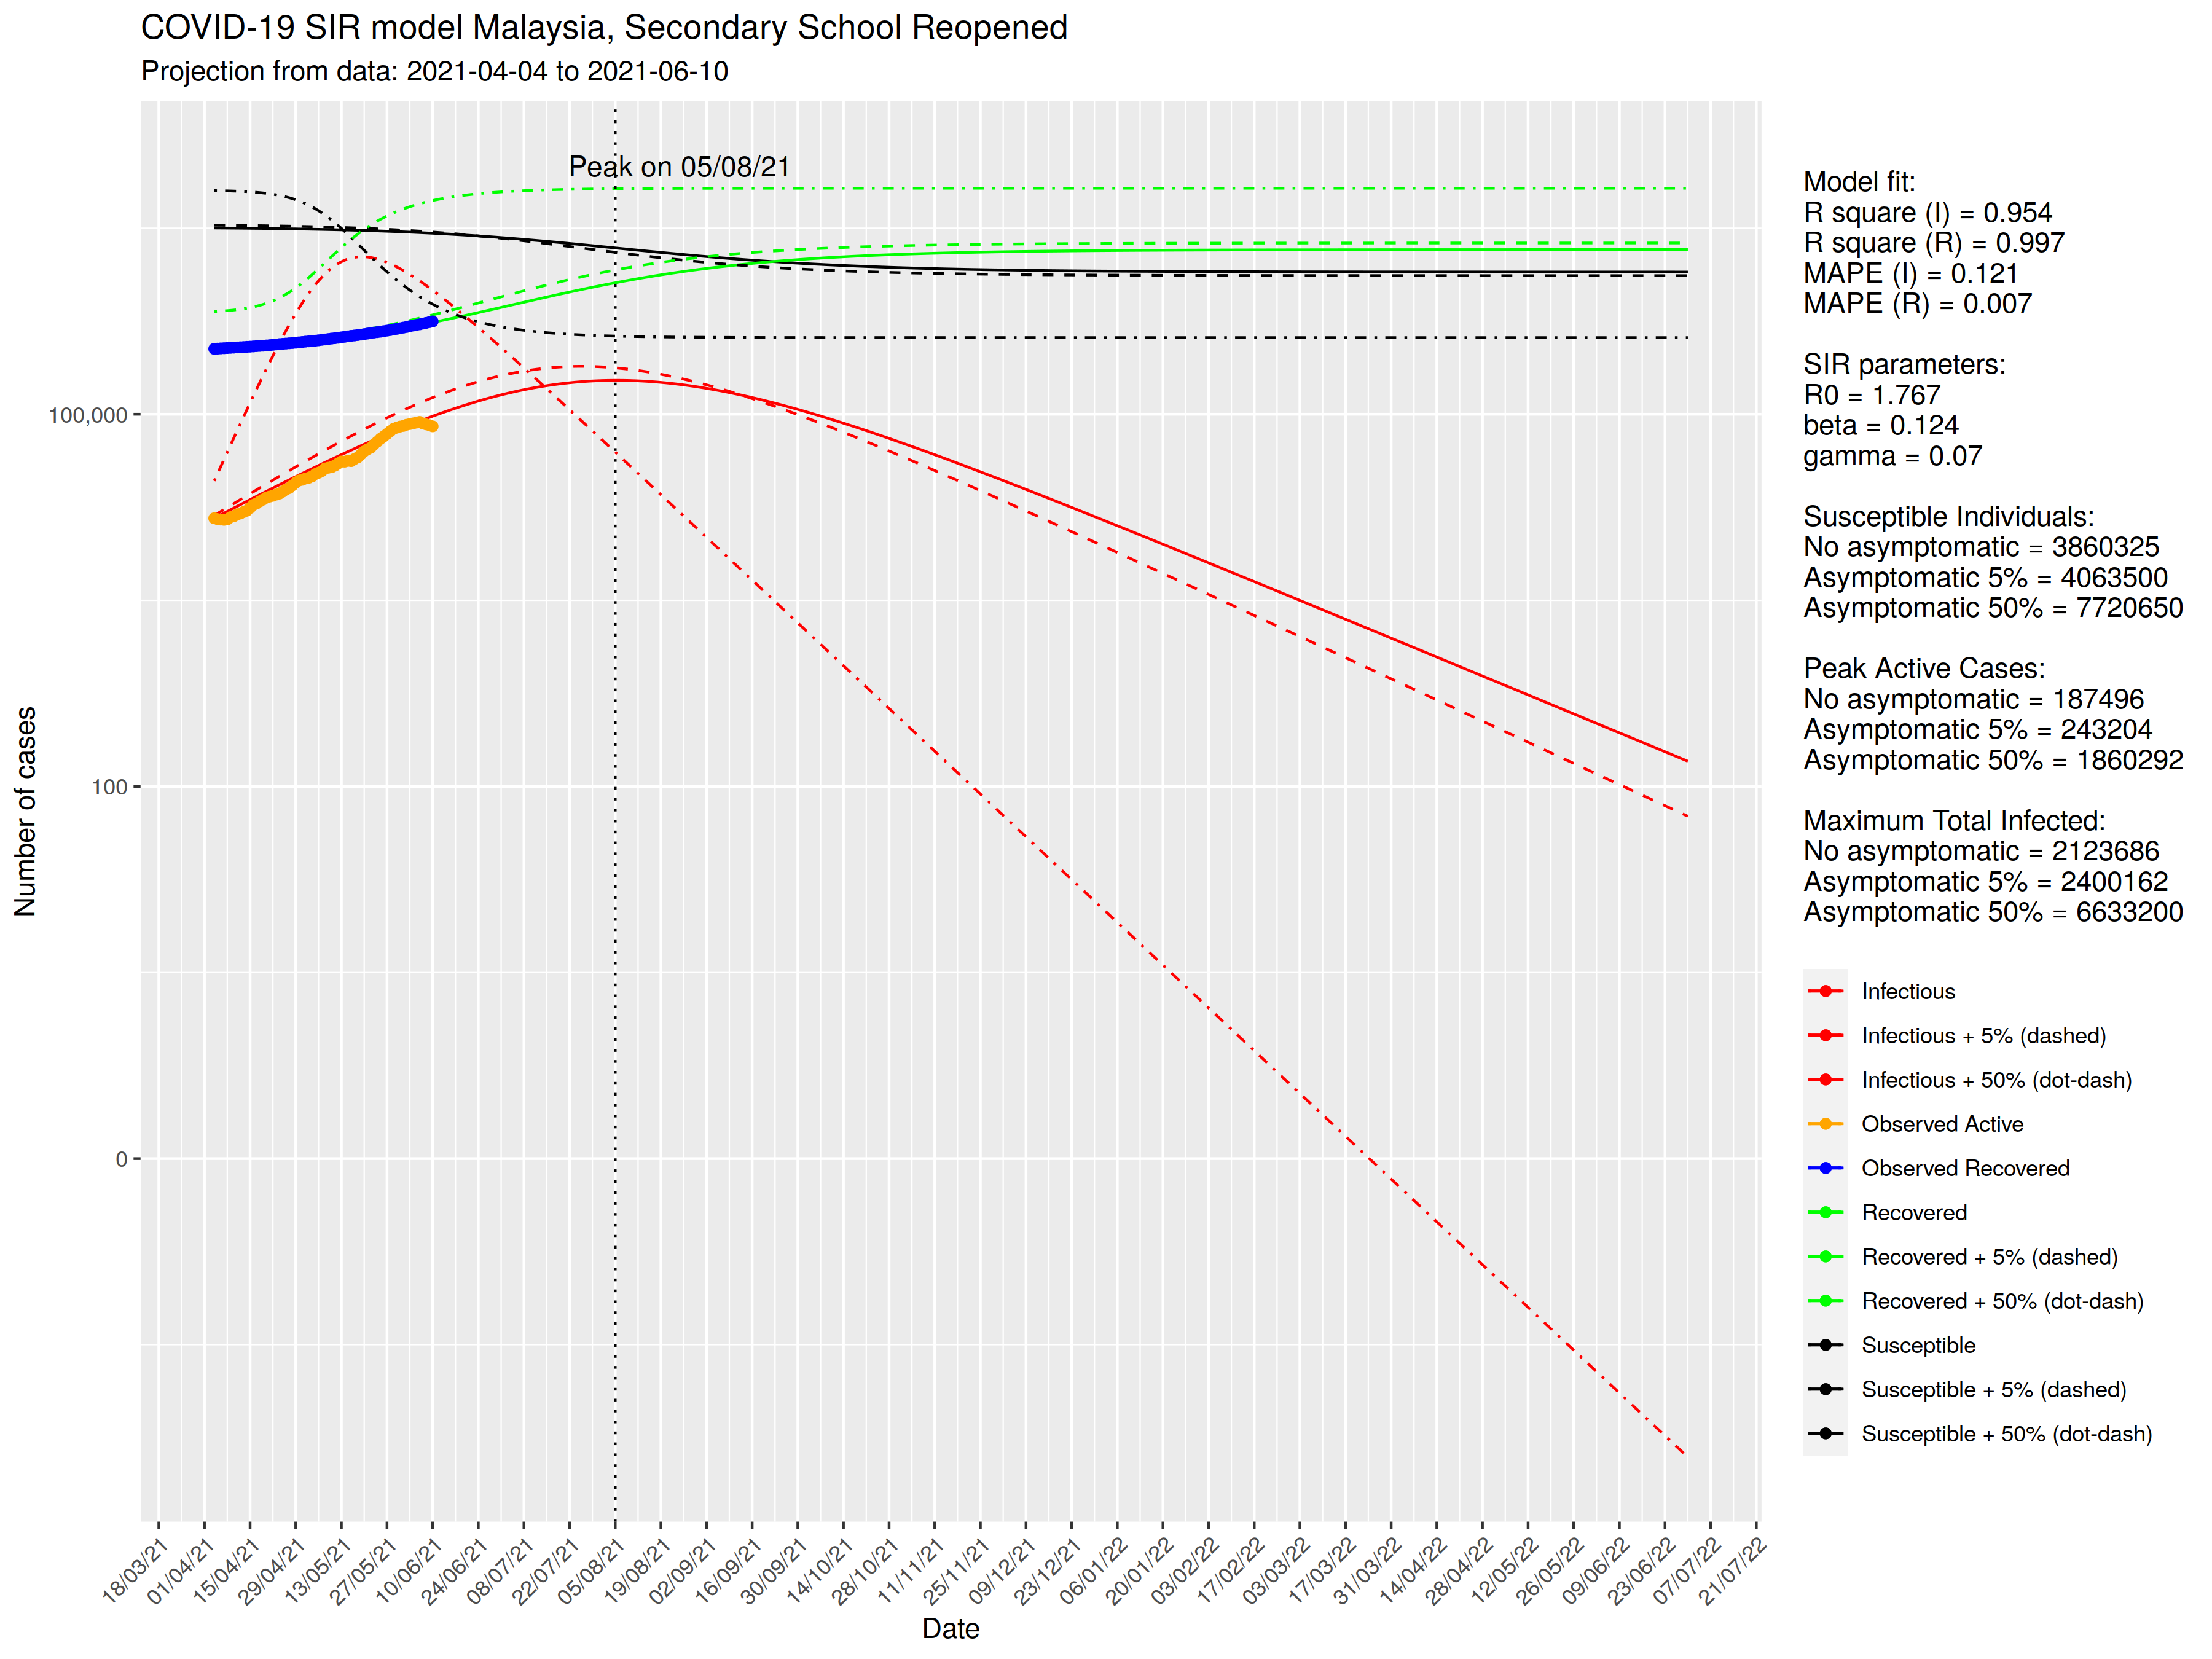 COVID-19 SIR model Malaysia, Secondary School Reopened
Projection from data: 2021-04-04 to 2021-06-10
Peak on 05/08/21
Number of cases
100,000
100
0
18/03/21
01/04/21
15/04/21
29/04/21
13/05/21
27/05/21
10/06/21
24/06/21
08/07/21
22/07/21
05/08/21
19/08/21
02/09/21
16/09/21
30/09/21
14/10/21
28/10/21
11/11/21
25/11/21
09/12/21
23/12/21
06/01/22
20/01/22
03/02/22
17/02/22
03/03/22
17/03/22
31/03/22
14/04/22
28/04/22
12/05/22
26/05/22
09/06/22
23/06/22
07/07/22
21/07/22
Date
Model fit:
R square (I) = 0.954
R square (R) = 0.997
MAPE (I) = 0.121
MAPE (R) = 0.007
SIR parameters:
R0 = 1.767
beta = 0.124
gamma = 0.07
Susceptible Individuals:
No asymptomatic = 3860325
Asymptomatic 5% = 4063500
Asymptomatic 50% = 7720650
Peak Active Cases:
No asymptomatic = 187496
Asymptomatic 5% = 243204
Asymptomatic 50% = 1860292
Maximum Total Infected:
No asymptomatic = 2123686
Asymptomatic 5% = 2400162
Asymptomatic 50% = 6633200
Infectious
Infectious + 5% (dashed)
Infectious + 50% (dot-dash)
Observed Active
Observed Recovered
Recovered
Recovered + 5% (dashed)
Recovered + 50% (dot-dash)
Susceptible
Susceptible + 5% (dashed)
Susceptible + 50% (dot-dash)